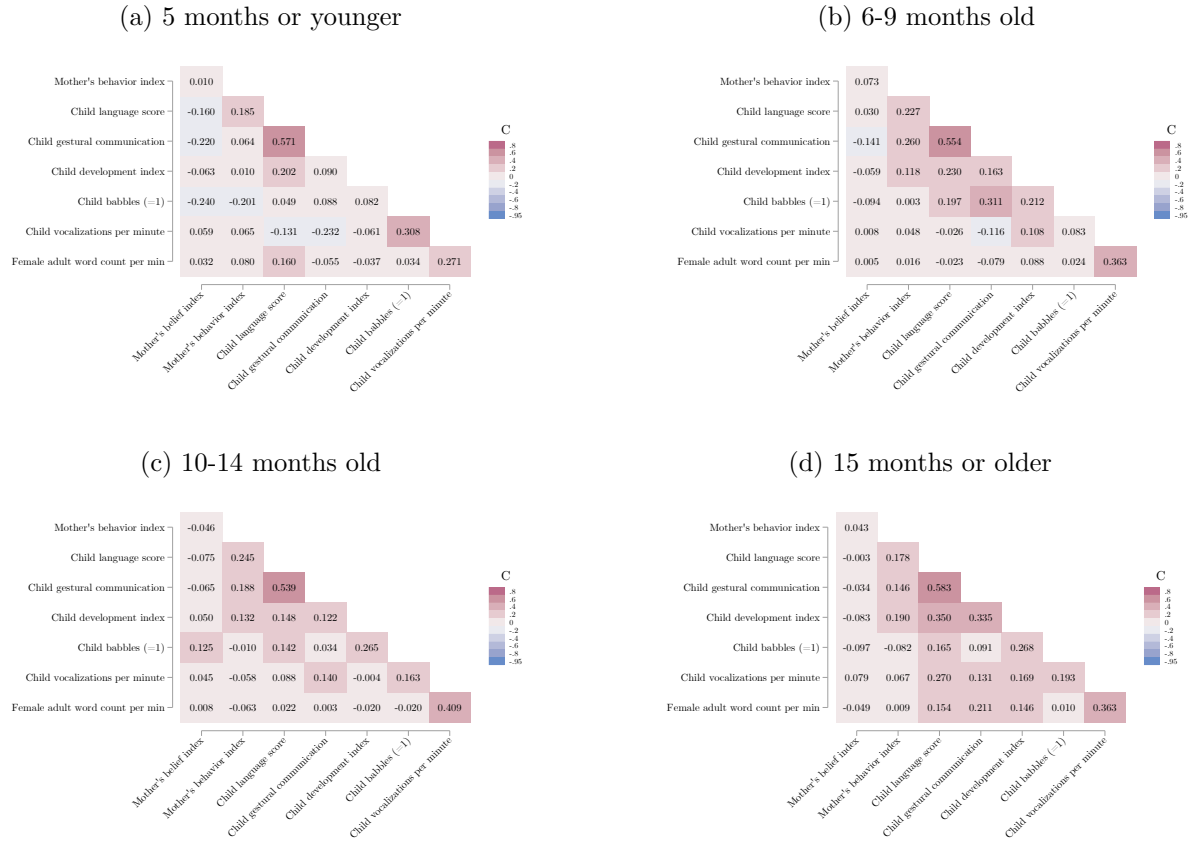 (a) 5 months or younger
Mother's behavior index 0.010
Child language score -0.160 0.185
Child gestural communication -0.220 0.064 0.571
Child development index -0.063 0.010 0.202 0.090
Child babbles (=1) -0.240 -0.201 0.049 0.088 0.082
Child vocalizations per minute 0.059 0.065 -0.131 -0.232 -0.061 0.308
Female adult word count per min 0.032 0.080 0.160 -0.055 -0.037 0.034 0.271
Mother's belief index
Mother's behavior index
Child language score
Child gestural communication
Child development index
Child babbles (=1)
Child vocalizations per minute
C
.8
.6
.4
.2
0
-.2
-.4
-.6
-.8
-.95
(b) 6-9 months old
Mother's behavior index 0.073
Child language score 0.030 0.227
Child gestural communication -0.141 0.260 0.554
Child development index -0.059 0.118 0.230 0.163
Child babbles (=1) -0.094 0.003 0.197 0.311 0.212
Child vocalizations per minute 0.008 0.048 -0.026 -0.116 0.108 0.083
Female adult word count per min 0.005 0.016 -0.023 -0.079 0.088 0.024 0.363
Mother's belief index
Mother's behavior index
Child language score
Child gestural communication
Child development index
Child babbles (=1)
Child vocalizations per minute
C
.8
.6
.4
.2
0
-.2
-.4
-.6
-.8
-.95
(c) 10-14 months old
Mother's behavior index -0.046
Child language score -0.075 0.245
Child gestural communication -0.065 0.188 0.539
Child development index 0.050 0.132 0.148 0.122
Child babbles (=1) 0.125 -0.010 0.142 0.034 0.265
Child vocalizations per minute 0.045 -0.058 0.088 0.140 -0.004 0.163
Female adult word count per min 0.008 -0.063 0.022 0.003 -0.020 -0.020 0.409
Mother's belief index
Mother's behavior index
Child language score
Child gestural communication
Child development index
Child babbles (=1)
Child vocalizations per minute
C
.8
.6
.4
.2
0
-.2
-.4
-.6
-.8
-.95
(d) 15 months or older
Mother's behavior index 0.043
Child language score -0.003 0.178
Child gestural communication -0.034 0.146 0.583
Child development index -0.083 0.190 0.350 0.335
Child babbles (=1) -0.097 -0.082 0.165 0.091 0.268
Child vocalizations per minute 0.079 0.067 0.270 0.131 0.169 0.193
Female adult word count per min -0.049 0.009 0.154 0.211 0.146 0.010 0.363
Mother's belief index
Mother's behavior index
Child language score
Child gestural communication
Child development index
Child babbles (=1)
Child vocalizations per minute
C
.8
.6
.4
.2
0
-.2
-.4
-.6
-.8
-.95